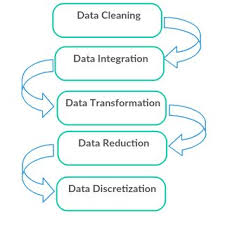 Data Cleaning
Data Integration
Data Transformation
Data Reduction
Data Discretization